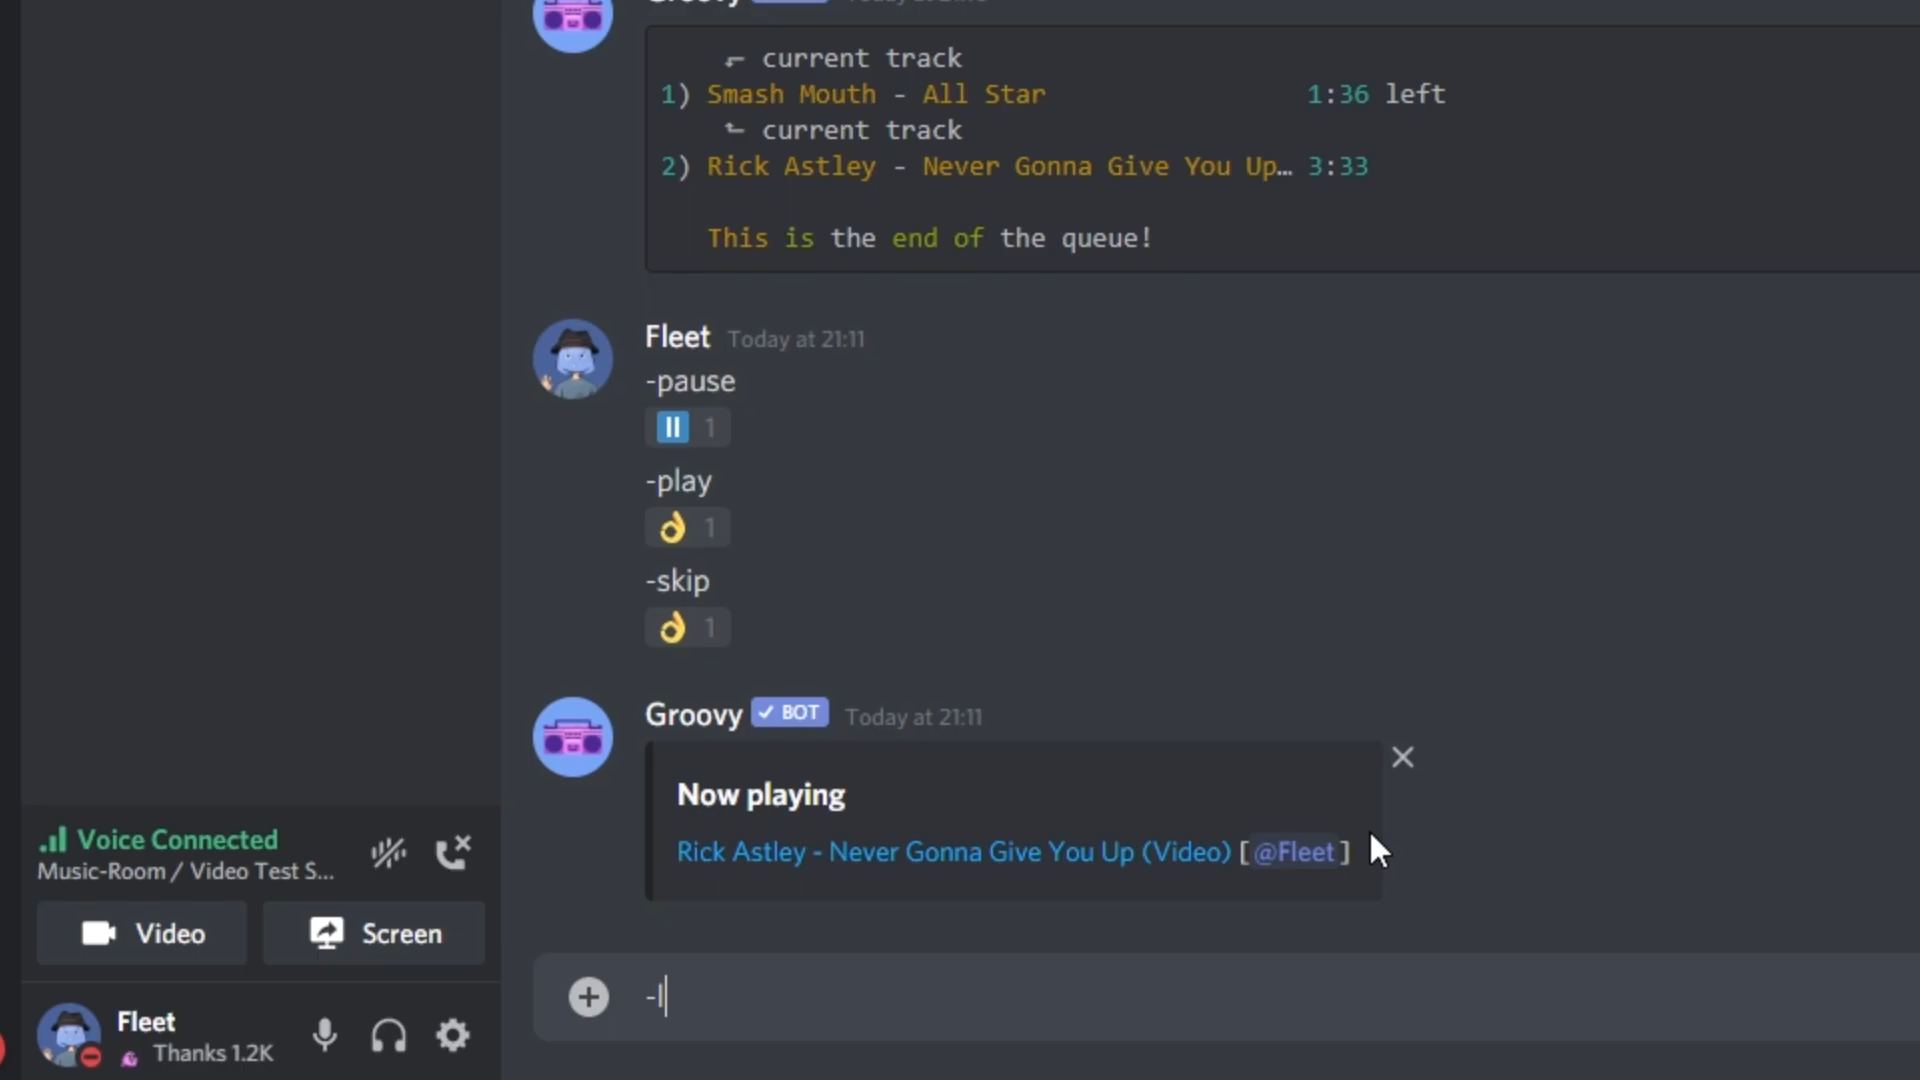 Groovy
⬐ current track
1) Smash Mouth - All Star 1:36 left
⬑ current track
2) Rick Astley - Never Gonna Give You Up… 3:33
This is the end of the queue!
Fleet Today at 21:11
-pause
1
-play
1
-skip
1
Groovy BOT Today at 21:11
Now playing
Rick Astley - Never Gonna Give You Up (Video) [@Fleet]
-l
Voice Connected
Music-Room / Video Test S...
Video Screen
Fleet
Thanks 1.2K